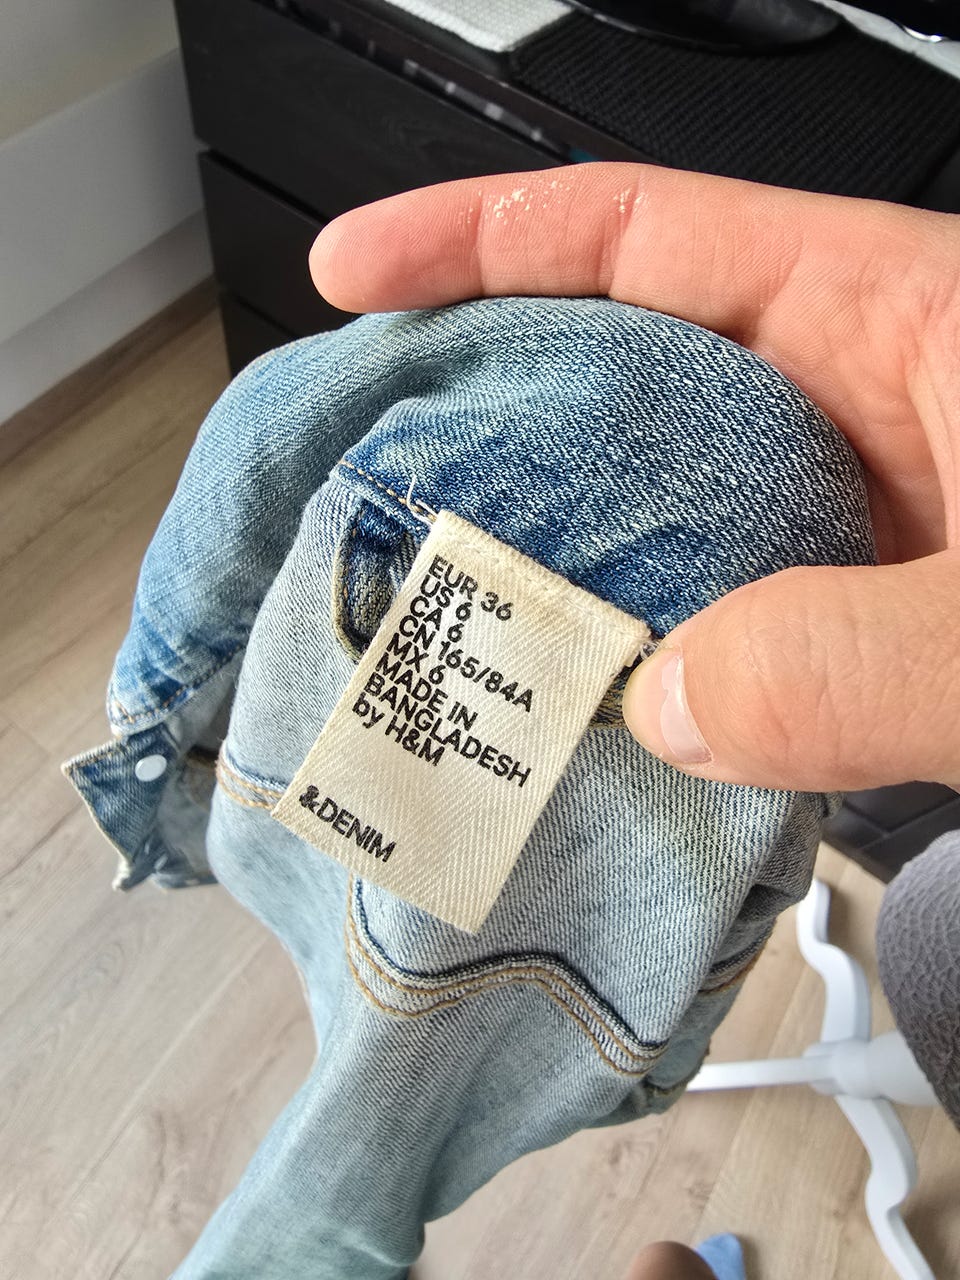 EUR 36
US 6
CA 6
CN 165/84A
MX 6
MADE IN
BANGLADESH
by H&M
&DENIM